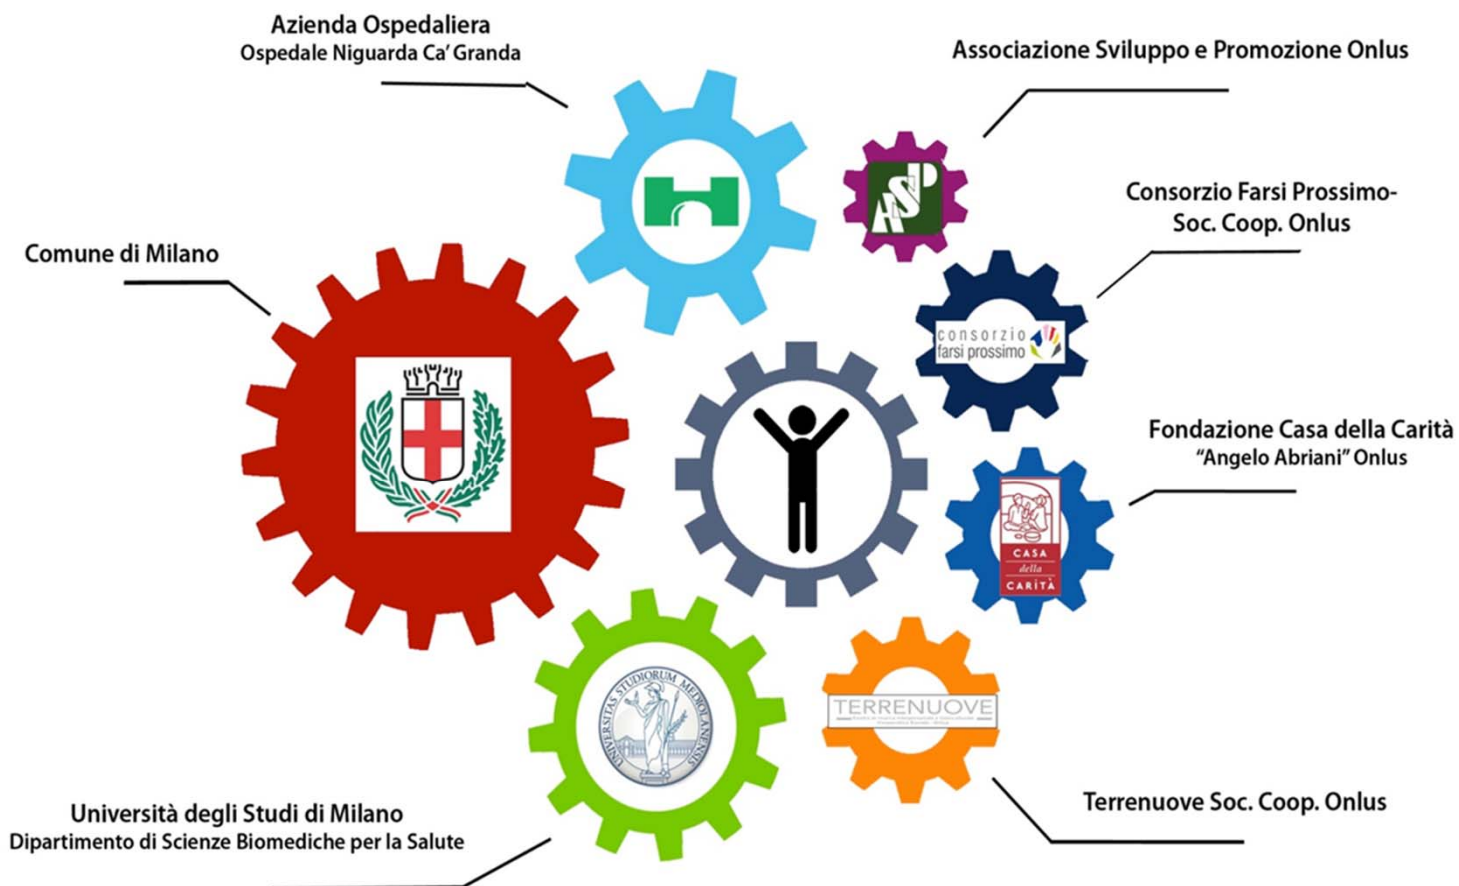 Azienda Ospedaliera
Ospedale Niguarda Ca’ Granda
Associazione Sviluppo e Promozione Onlus
ASP
Consorzio Farsi Prossimo-
Soc. Coop. Onlus
Comune di Milano
consorzio
farsi prossimo
Fondazione Casa della Carità
“Angelo Abriani” Onlus
CASA
della
CARITÀ
UNIVERSITAS STUDIORUM MEDIOLANENSIS
TERRENUOVE
Università degli Studi di Milano
Dipartimento di Scienze Biomediche per la Salute
Terrenuove Soc. Coop. Onlus